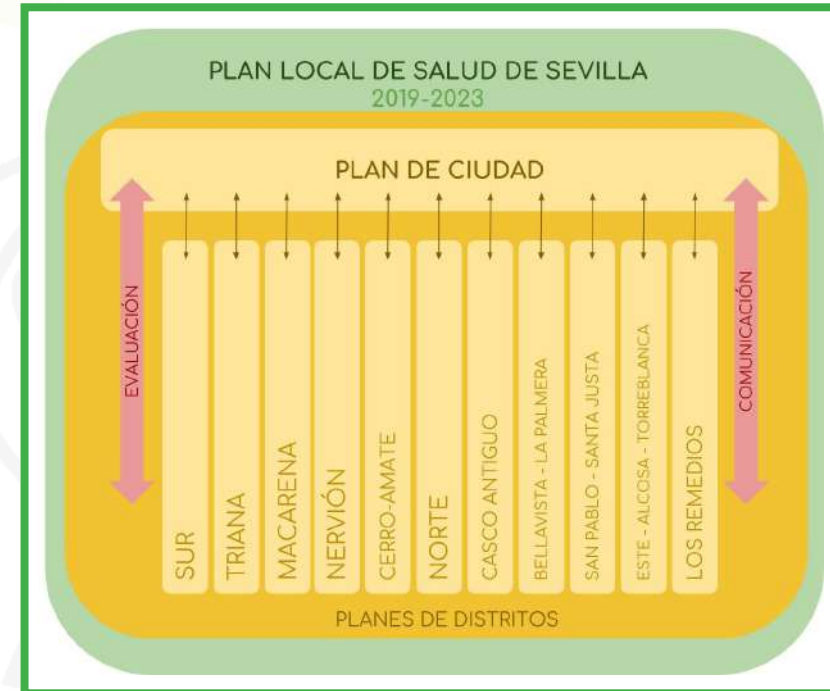 PLAN LOCAL DE SALUD DE SEVILLA
2019-2023
PLAN DE CIUDAD
EVALUACIÓN
SUR
TRIANA
MACARENA
NERVIÓN
CERRO-AMATE
NORTE
CASCO ANTIGUO
BELLAVISTA - LA PALMERA
SAN PABLO - SANTA JUSTA
ESTE - ALCOSA - TORREBLANCA
LOS REMEDIOS
COMUNICACIÓN
PLANES DE DISTRITOS